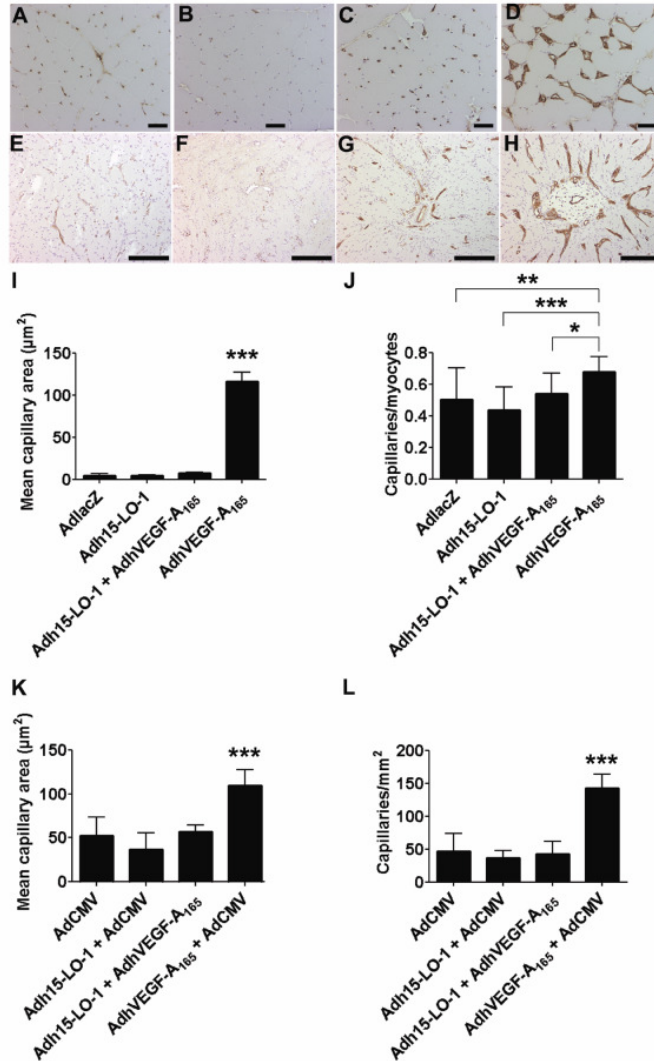 A B C D
E F G H
I J
** 
***
*
Mean capillary area (µm²)
150
100
50
0
***
AdlacZ
Adh15-LO-1
Adh15-LO-1 + AdhVEGF-A₁₆₅
AdhVEGF-A₁₆₅
Capillaries/myocytes
0.8
0.6
0.4
0.2
0.0
AdlacZ
Adh15-LO-1
Adh15-LO-1 + AdhVEGF-A₁₆₅
AdhVEGF-A₁₆₅
K L
Mean capillary area (µm²)
150
100
50
0
***
AdCMV
Adh15-LO-1 + AdCMV
Adh15-LO-1 + AdhVEGF-A₁₆₅
AdhVEGF-A₁₆₅ + AdCMV
Capillaries/mm²
200
150
100
50
0
***
AdCMV
Adh15-LO-1 + AdCMV
Adh15-LO-1 + AdhVEGF-A₁₆₅
AdhVEGF-A₁₆₅ + AdCMV